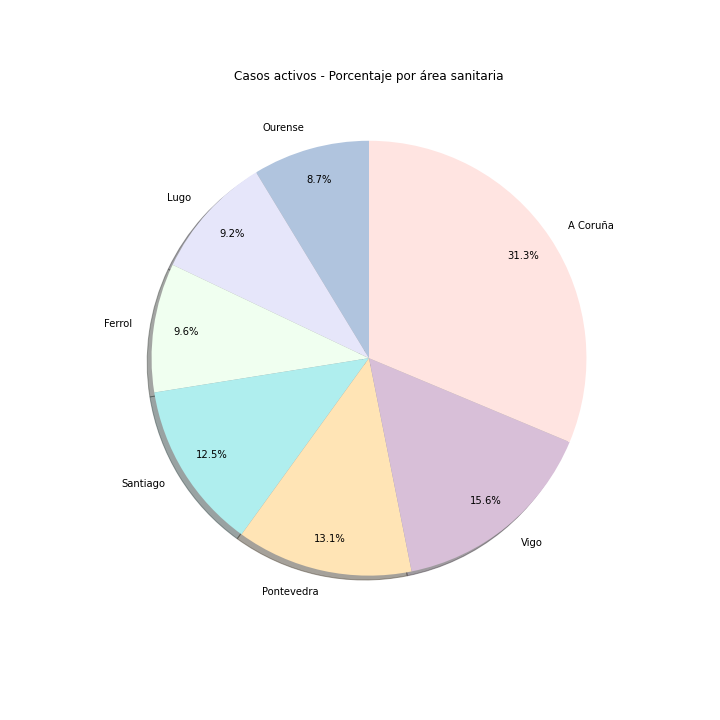 Casos activos - Porcentaje por área sanitaria
Ourense
8.7%
A Coruña
31.3%
Lugo
9.2%
Ferrol
9.6%
Santiago
12.5%
Pontevedra
13.1%
Vigo
15.6%